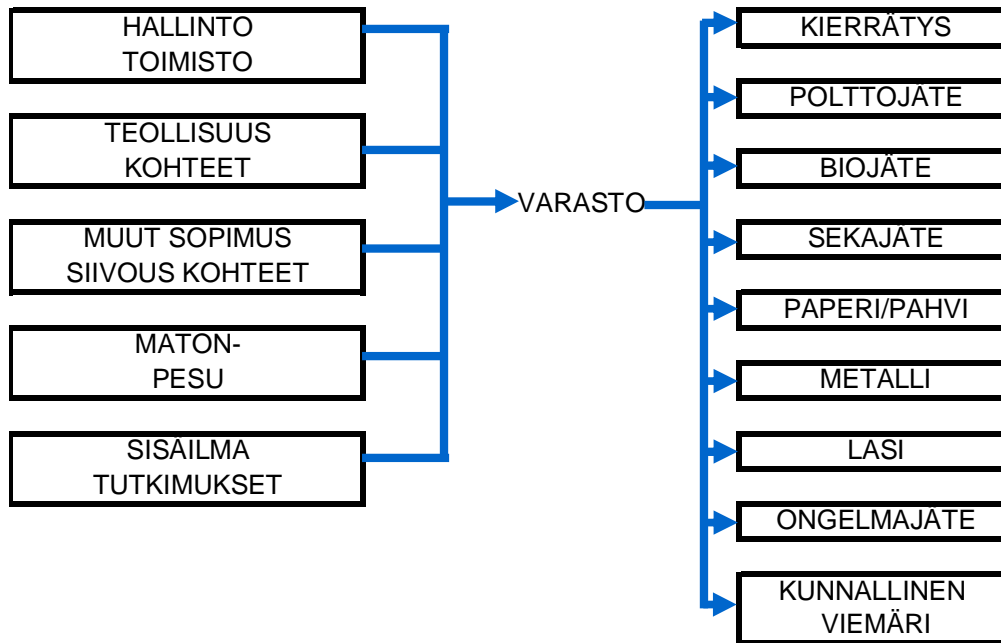 HALLINTO
TOIMISTO
TEOLLISUUS
KOHTEET
MUUT SOPIMUS
SIIVOUS KOHTEET
MATON-
PESU
SISÄILMA
TUTKIMUKSET
VARASTO
KIERRÄTYS
POLTTOJÄTE
BIOJÄTE
SEKAJÄTE
PAPERI/PAHVI
METALLI
LASI
ONGELMAJÄTE
KUNNALLINEN
VIEMÄRI